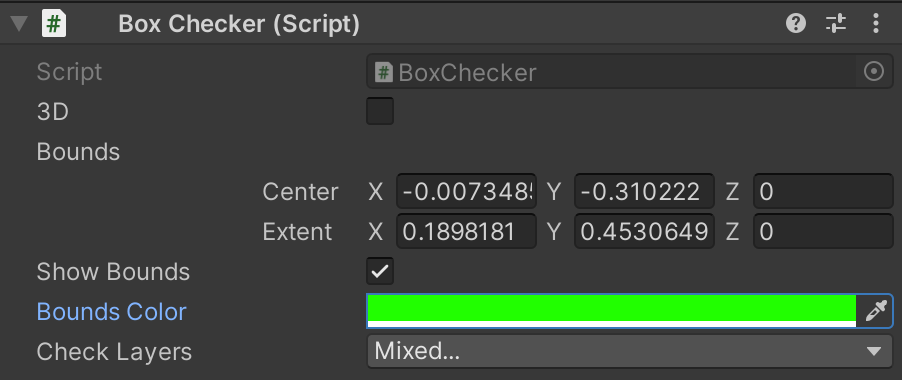 Box Checker (Script)
Script BoxChecker
3D
Bounds
Center X -0.0073485 Y -0.310222 Z 0
Extent X 0.1898181 Y 0.4530649 Z 0
Show Bounds
Bounds Color
Check Layers Mixed...